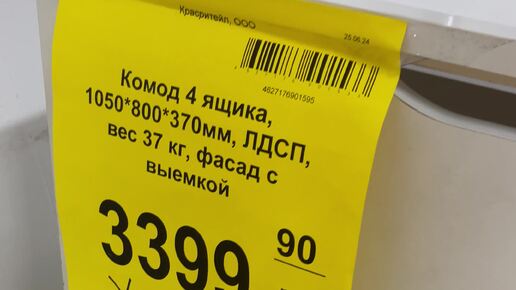 Красритейл, ООО
25.06.24
4627176901595
Комод 4 ящика,
1050*800*370мм, ЛДСП,
вес 37 кг, фасад с
выемкой
3399 90